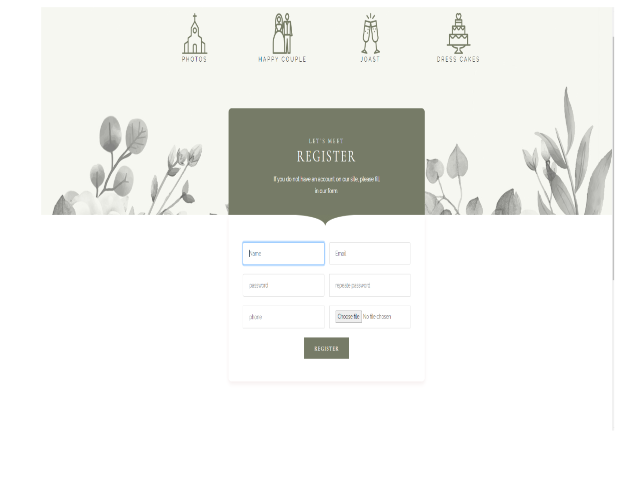 PHOTOS
HAPPY COUPLE
JOAST
DRESS CAKES
LET'S MEET
REGISTER
If you do not have an account on our site, please fill
in our form
Name
Email
password
repeate password
phone
Choose file No file chosen
REGISTER